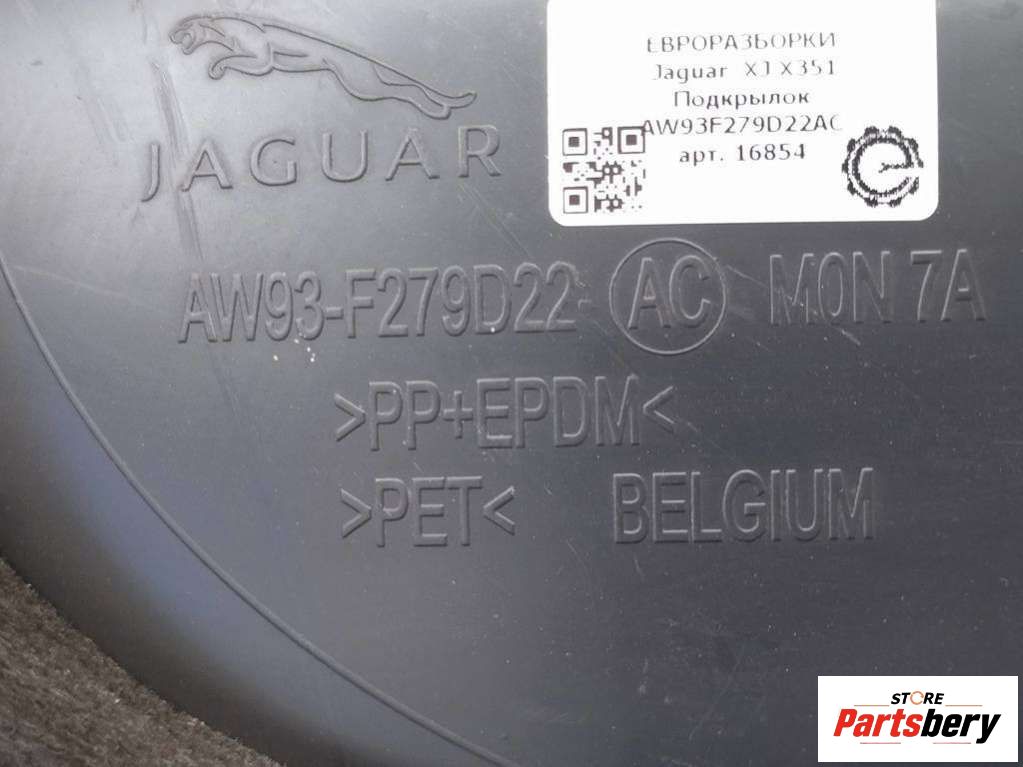 JAGUAR
ЕВРОРАЗБОРКИ
Jaguar XJ X351
Подкрылок
AW93F279D22AC
арт. 16854
AW93-F279D22- AC M0N 7A
>PP+EPDM<
>PET< BELGIUM
STORE
Partsbery